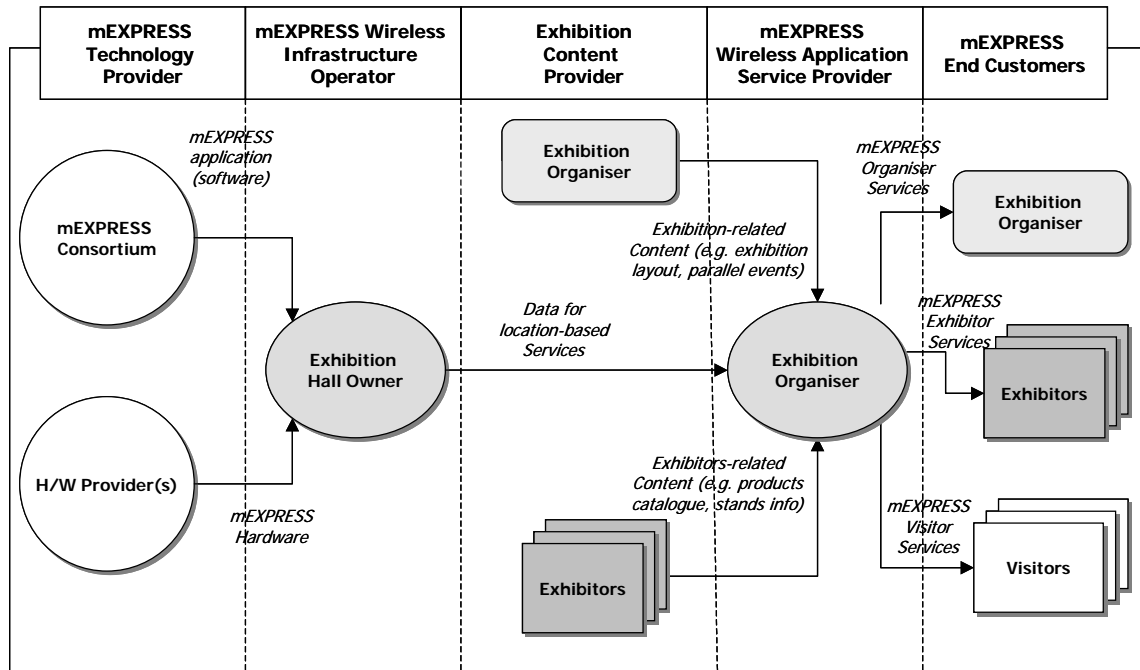 mEXPRESS
Technology
Provider
mEXPRESS Wireless
Infrastructure
Operator
Exhibition
Content
Provider
mEXPRESS
Wireless Application
Service Provider
mEXPRESS
End Customers
mEXPRESS
application
(software)
mEXPRESS
Consortium
H/W Provider(s)
mEXPRESS
Hardware
Exhibition
Hall Owner
Exhibition
Organiser
Exhibition-related
Content (e.g. exhibition
layout, parallel events)
Data for
location-based
Services
Exhibitors-related
Content (e.g. products
catalogue, stands info)
Exhibitors
Exhibition
Organiser
mEXPRESS
Organiser
Services
Exhibition
Organiser
mEXPRESS
Exhibitor
Services
Exhibitors
mEXPRESS
Visitor
Services
Visitors